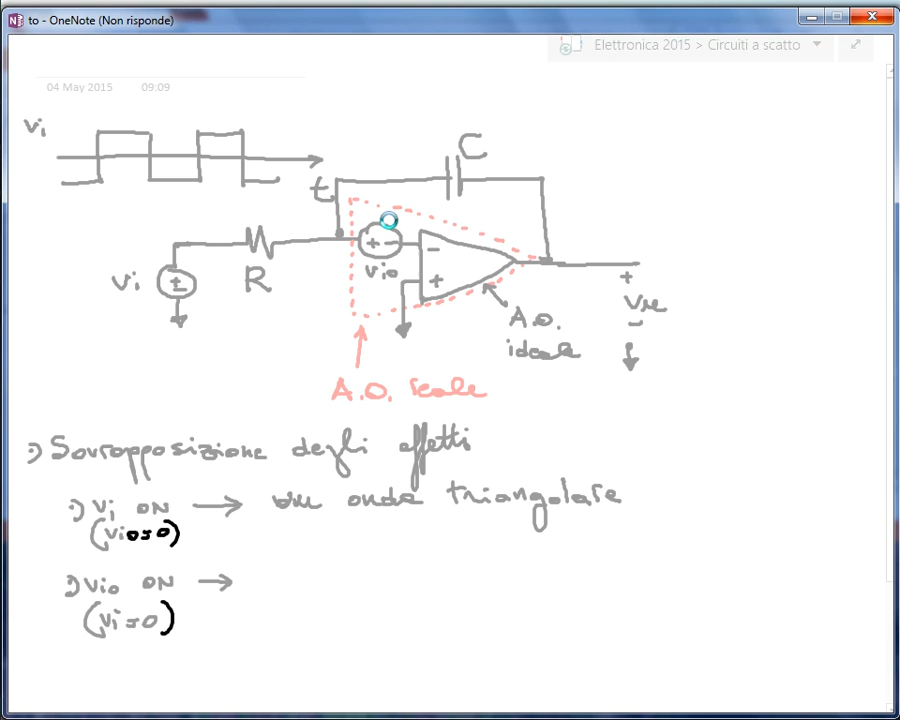 to - OneNote (Non risponde)
Elettronica 2015 > Circuiti a scatto
04 May 2015 09:09
vi
t
C
R
vi
+ -
vio
-
+
+
vu
-
A.O.
ideale
A.O. reale
:) Sovrapposizione degli effetti
:) vi ON → vu onda triangolare
(vio=0)
:) vio ON →
(vi=0)